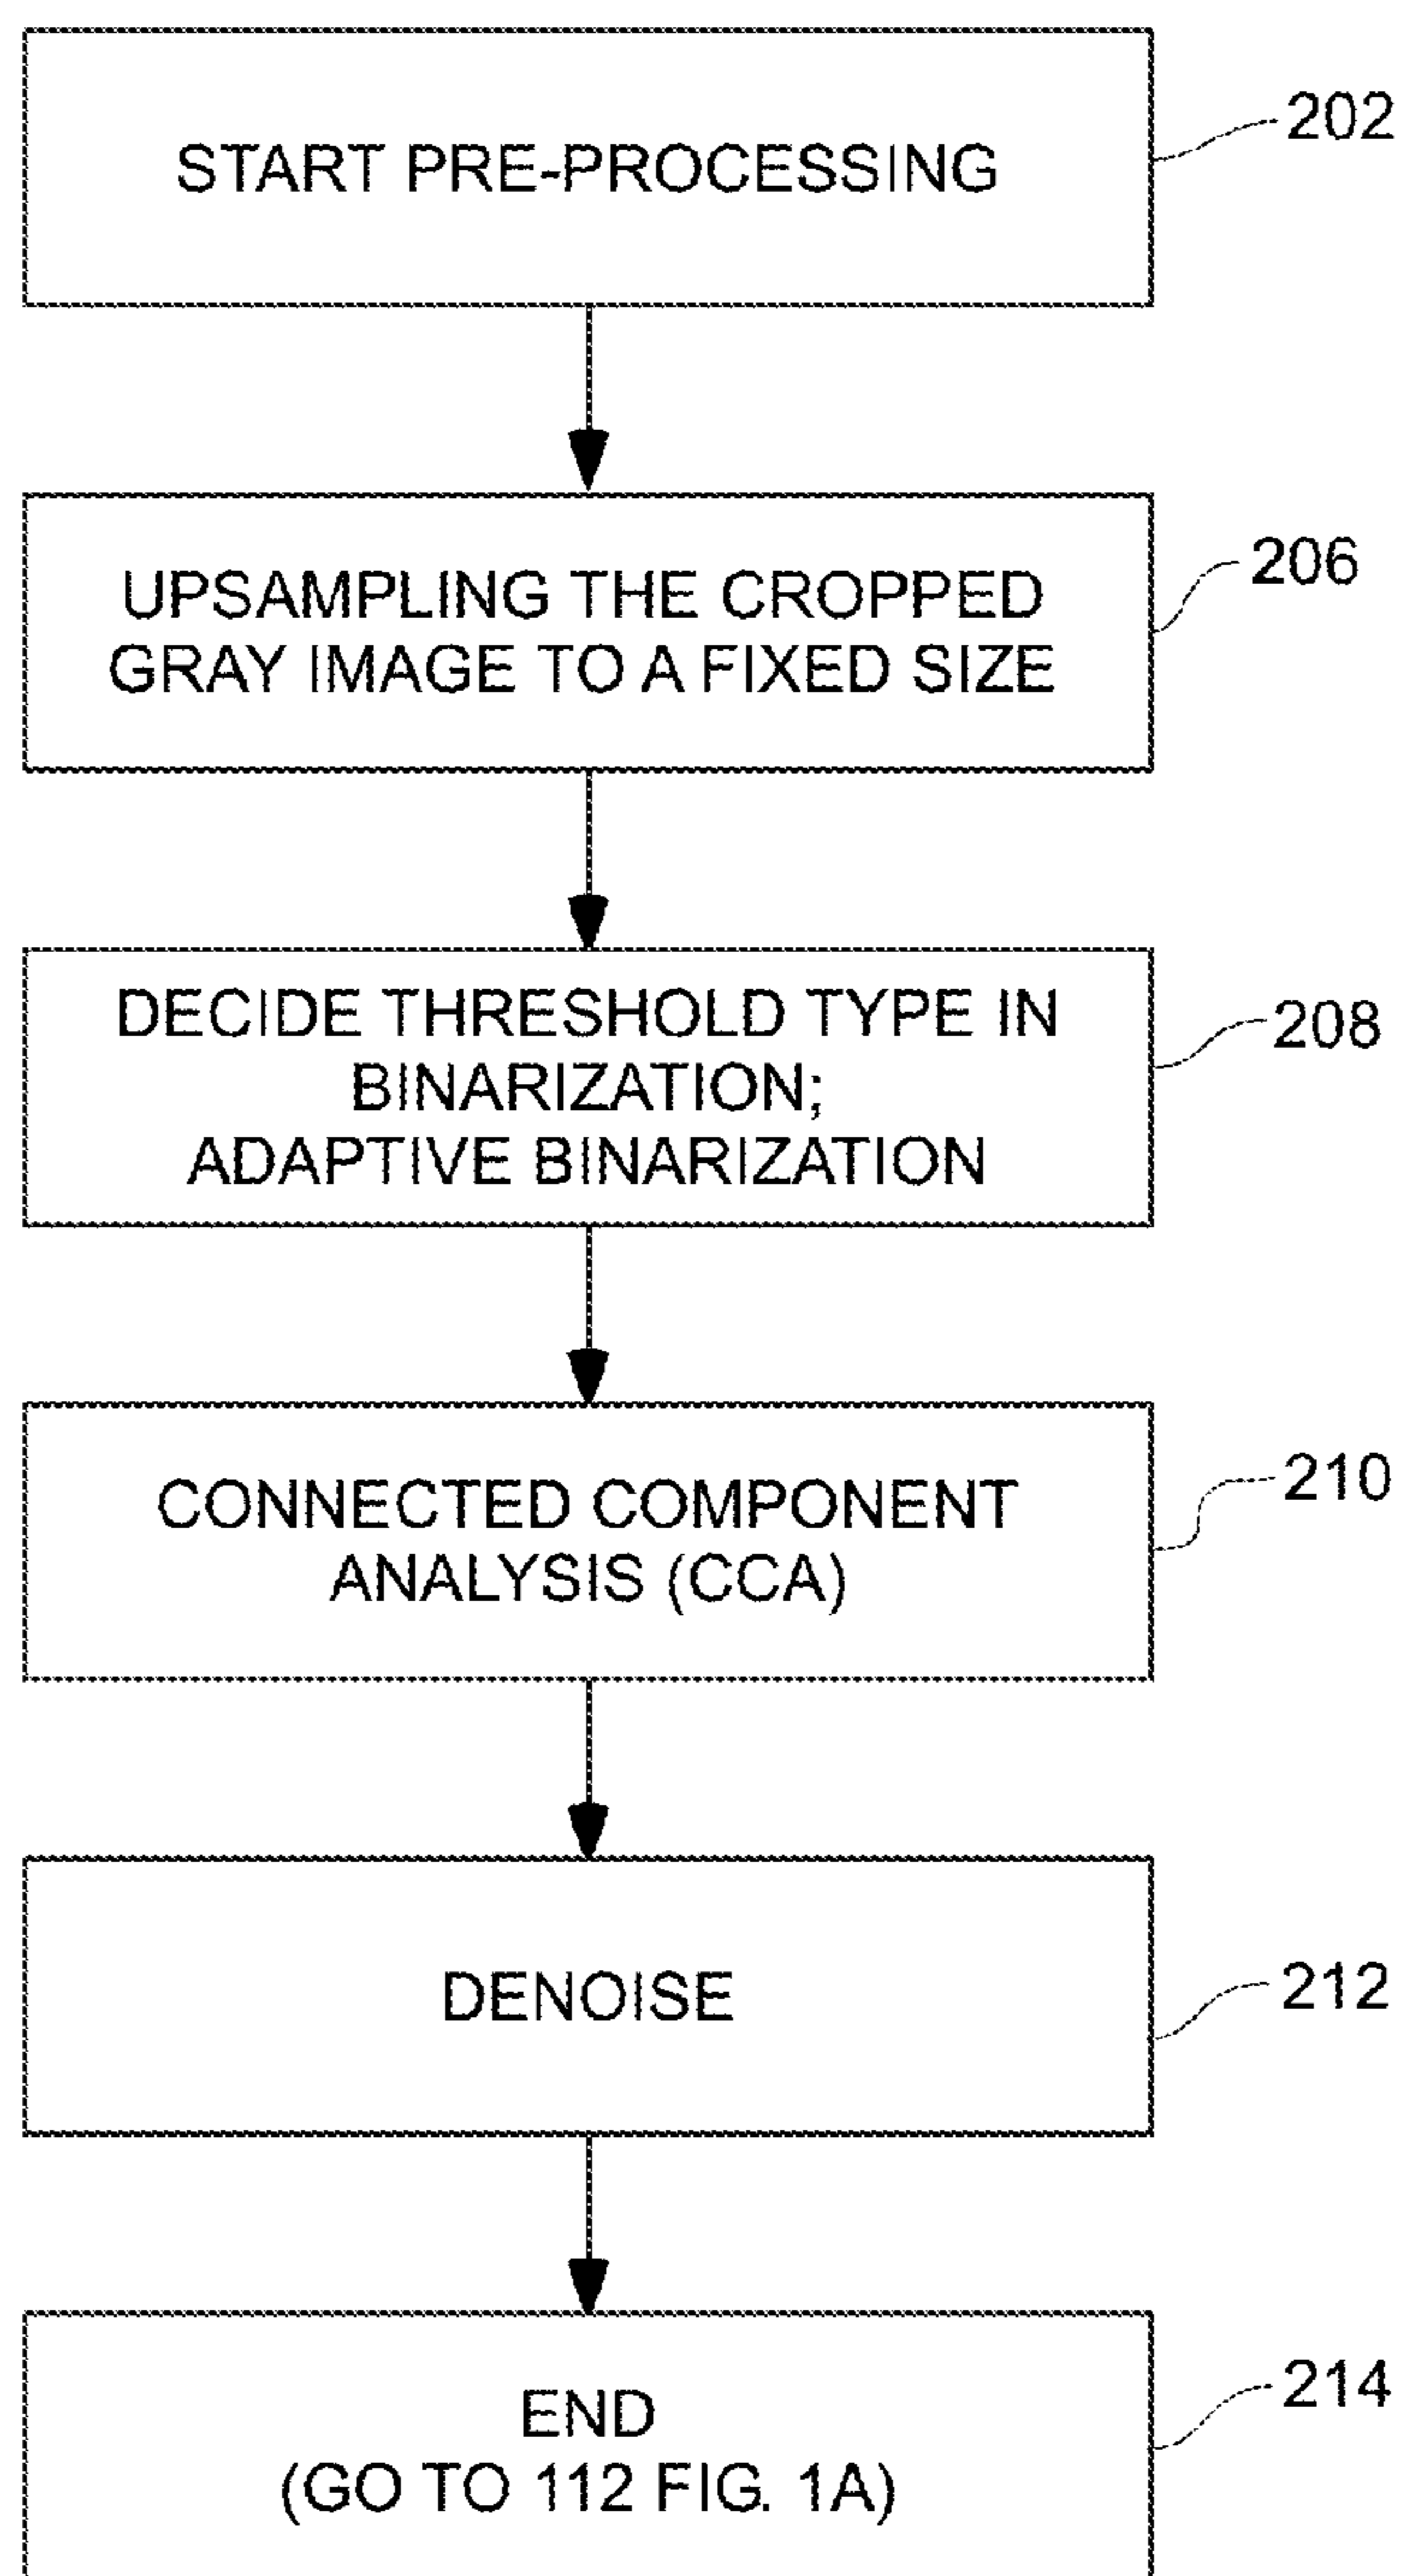 START PRE-PROCESSING
202
UPSAMPLING THE CROPPED
GRAY IMAGE TO A FIXED SIZE
206
DECIDE THRESHOLD TYPE IN
BINARIZATION;
ADAPTIVE BINARIZATION
208
CONNECTED COMPONENT
ANALYSIS (CCA)
210
DENOISE
212
END
(GO TO 112 FIG. 1A)
214